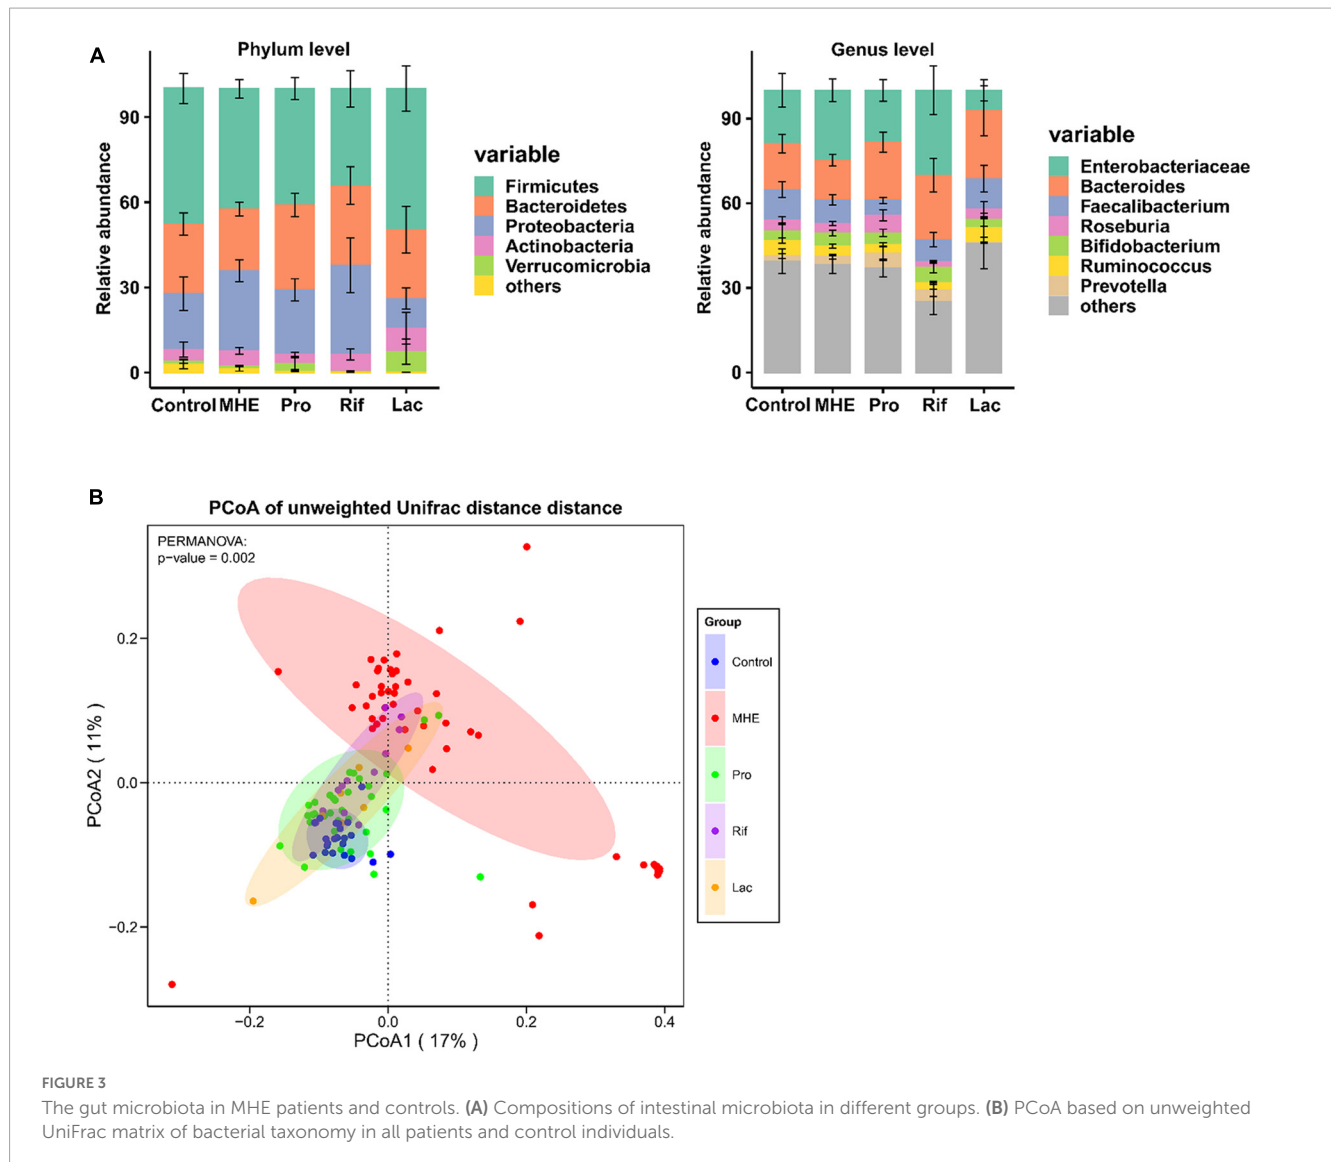 A
Phylum level
Relative abundance
90
60
30
0
Control MHE Pro Rif Lac
variable
Firmicutes
Bacteroidetes
Proteobacteria
Actinobacteria
Verrucomicrobia
others
Genus level
Relative abundance
90
60
30
0
Control MHE Pro Rif Lac
variable
Enterobacteriaceae
Bacteroides
Faecalibacterium
Roseburia
Bifidobacterium
Ruminococcus
Prevotella
others
B
PCoA of unweighted Unifrac distance distance
PERMANOVA:
p−value = 0.002
PCoA2 ( 11% )
0.2
0.0
−0.2
−0.2 0.0 0.2 0.4
PCoA1 ( 17% )
Group
Control
MHE
Pro
Rif
Lac
FIGURE 3
The gut microbiota in MHE patients and controls. (A) Compositions of intestinal microbiota in different groups. (B) PCoA based on unweighted
UniFrac matrix of bacterial taxonomy in all patients and control individuals.